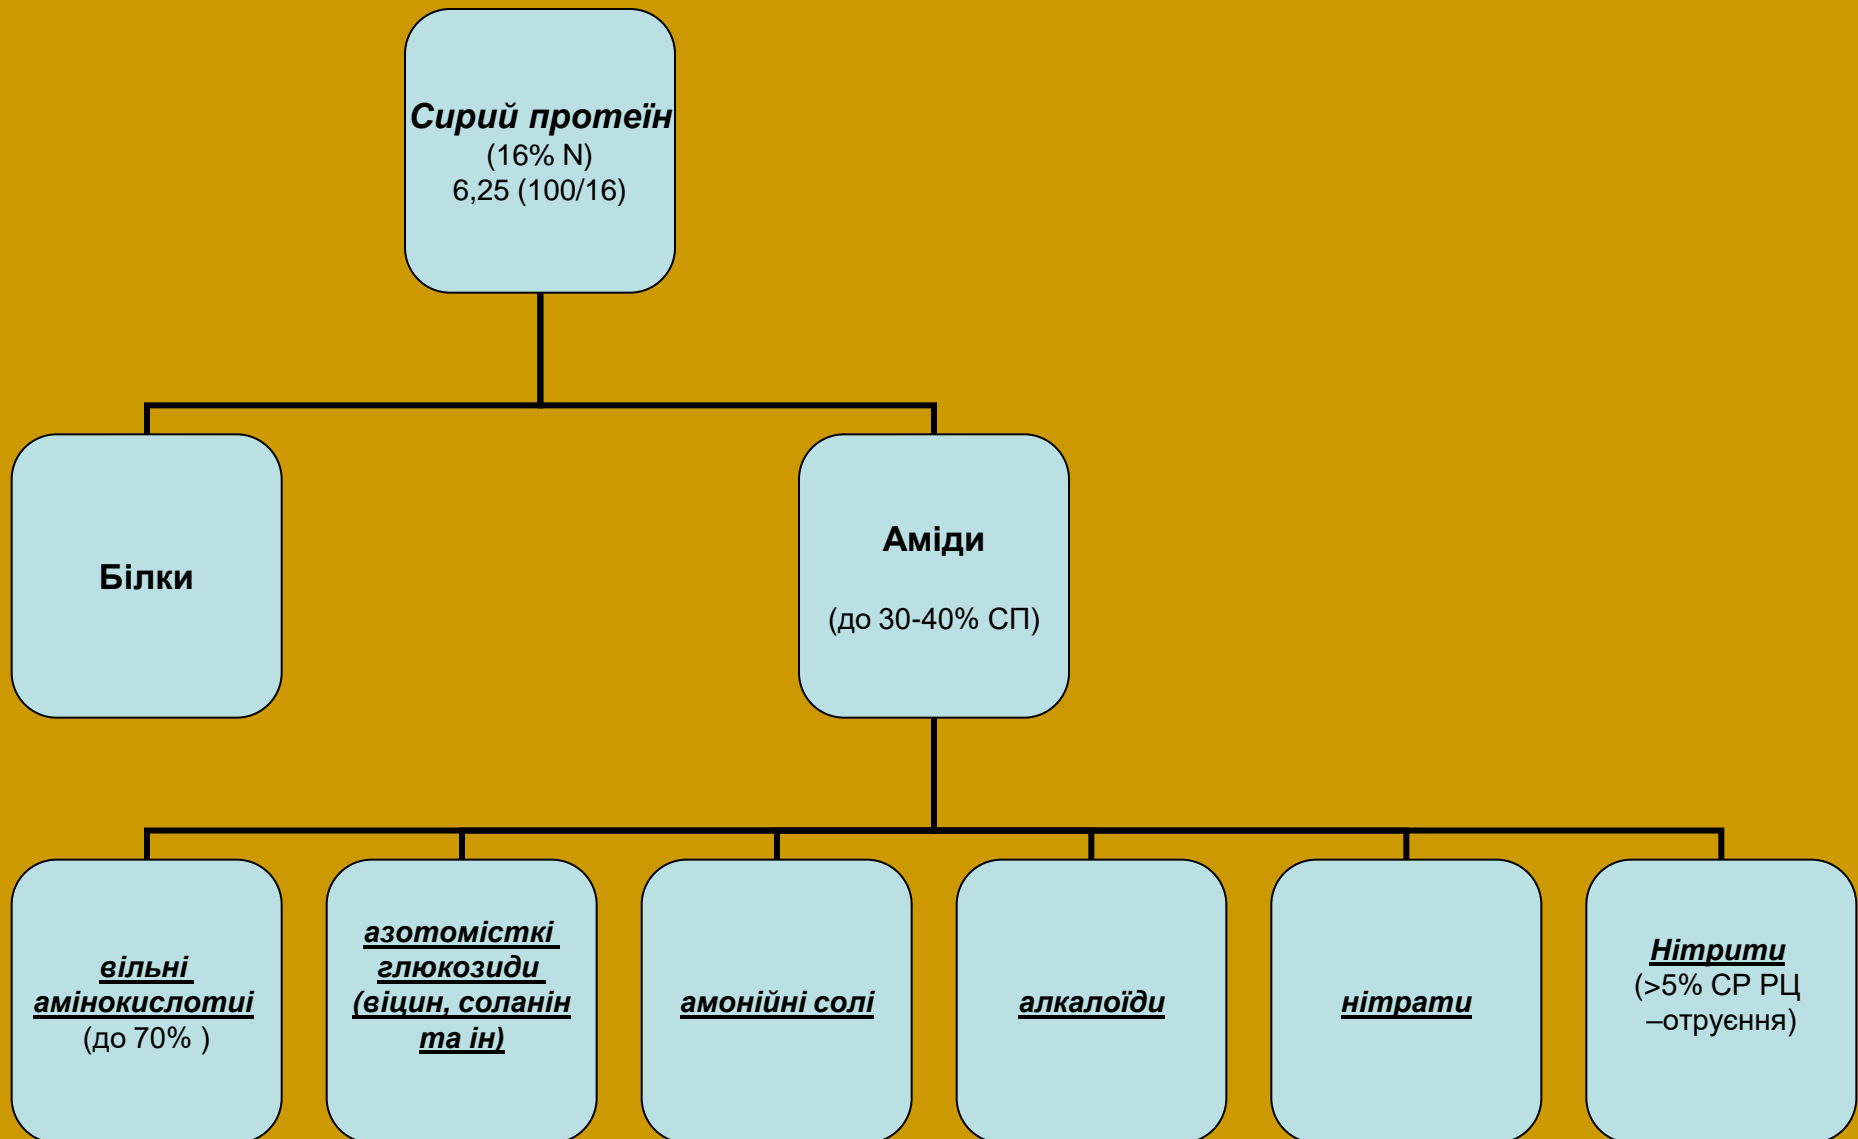 Сирий протеїн
(16% N)
6,25 (100/16)
Білки
Аміди
(до 30-40% СП)
вільні
амінокислотиі
(до 70% )
азотомісткі
глюкозиди
(віцин, соланін
та ін)
амонійні солі
алкалоїди
нітрати
Нітрити
(>5% СР РЦ
–отруєння)